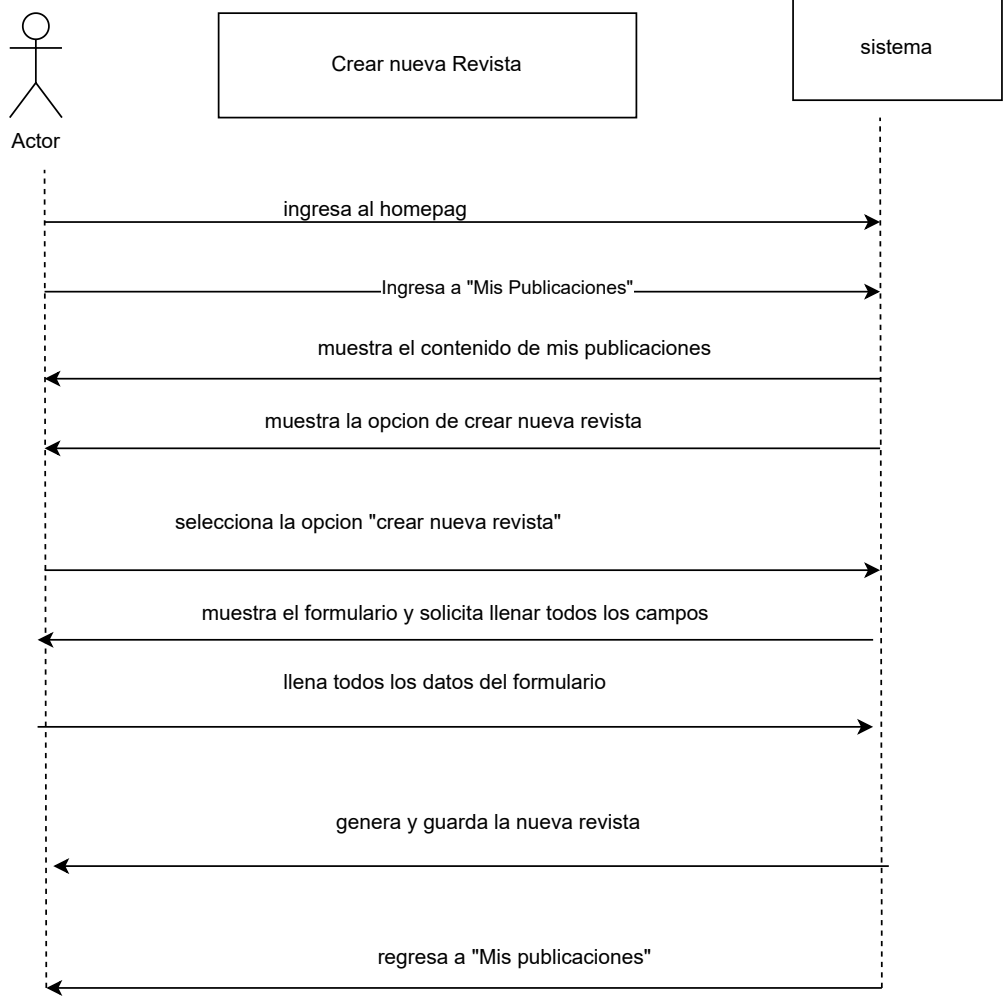 Crear nueva Revista
sistema
Actor
ingresa al homepag
Ingresa a "Mis Publicaciones"
muestra el contenido de mis publicaciones
muestra la opcion de crear nueva revista
selecciona la opcion "crear nueva revista"
muestra el formulario y solicita llenar todos los campos
llena todos los datos del formulario
genera y guarda la nueva revista
regresa a "Mis publicaciones"